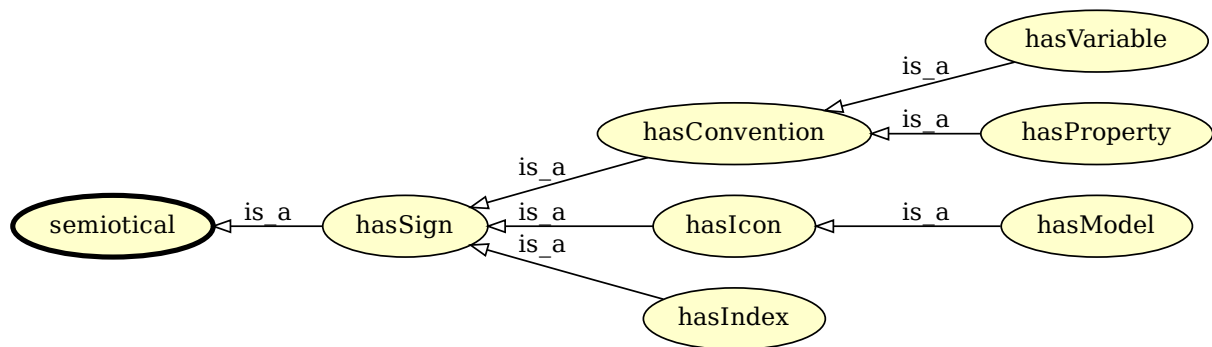 hasVariable
is_a
hasConvention
is_a
hasProperty
is_a
semiotical
is_a
hasSign
is_a
hasIcon
is_a
hasModel
is_a
hasIndex